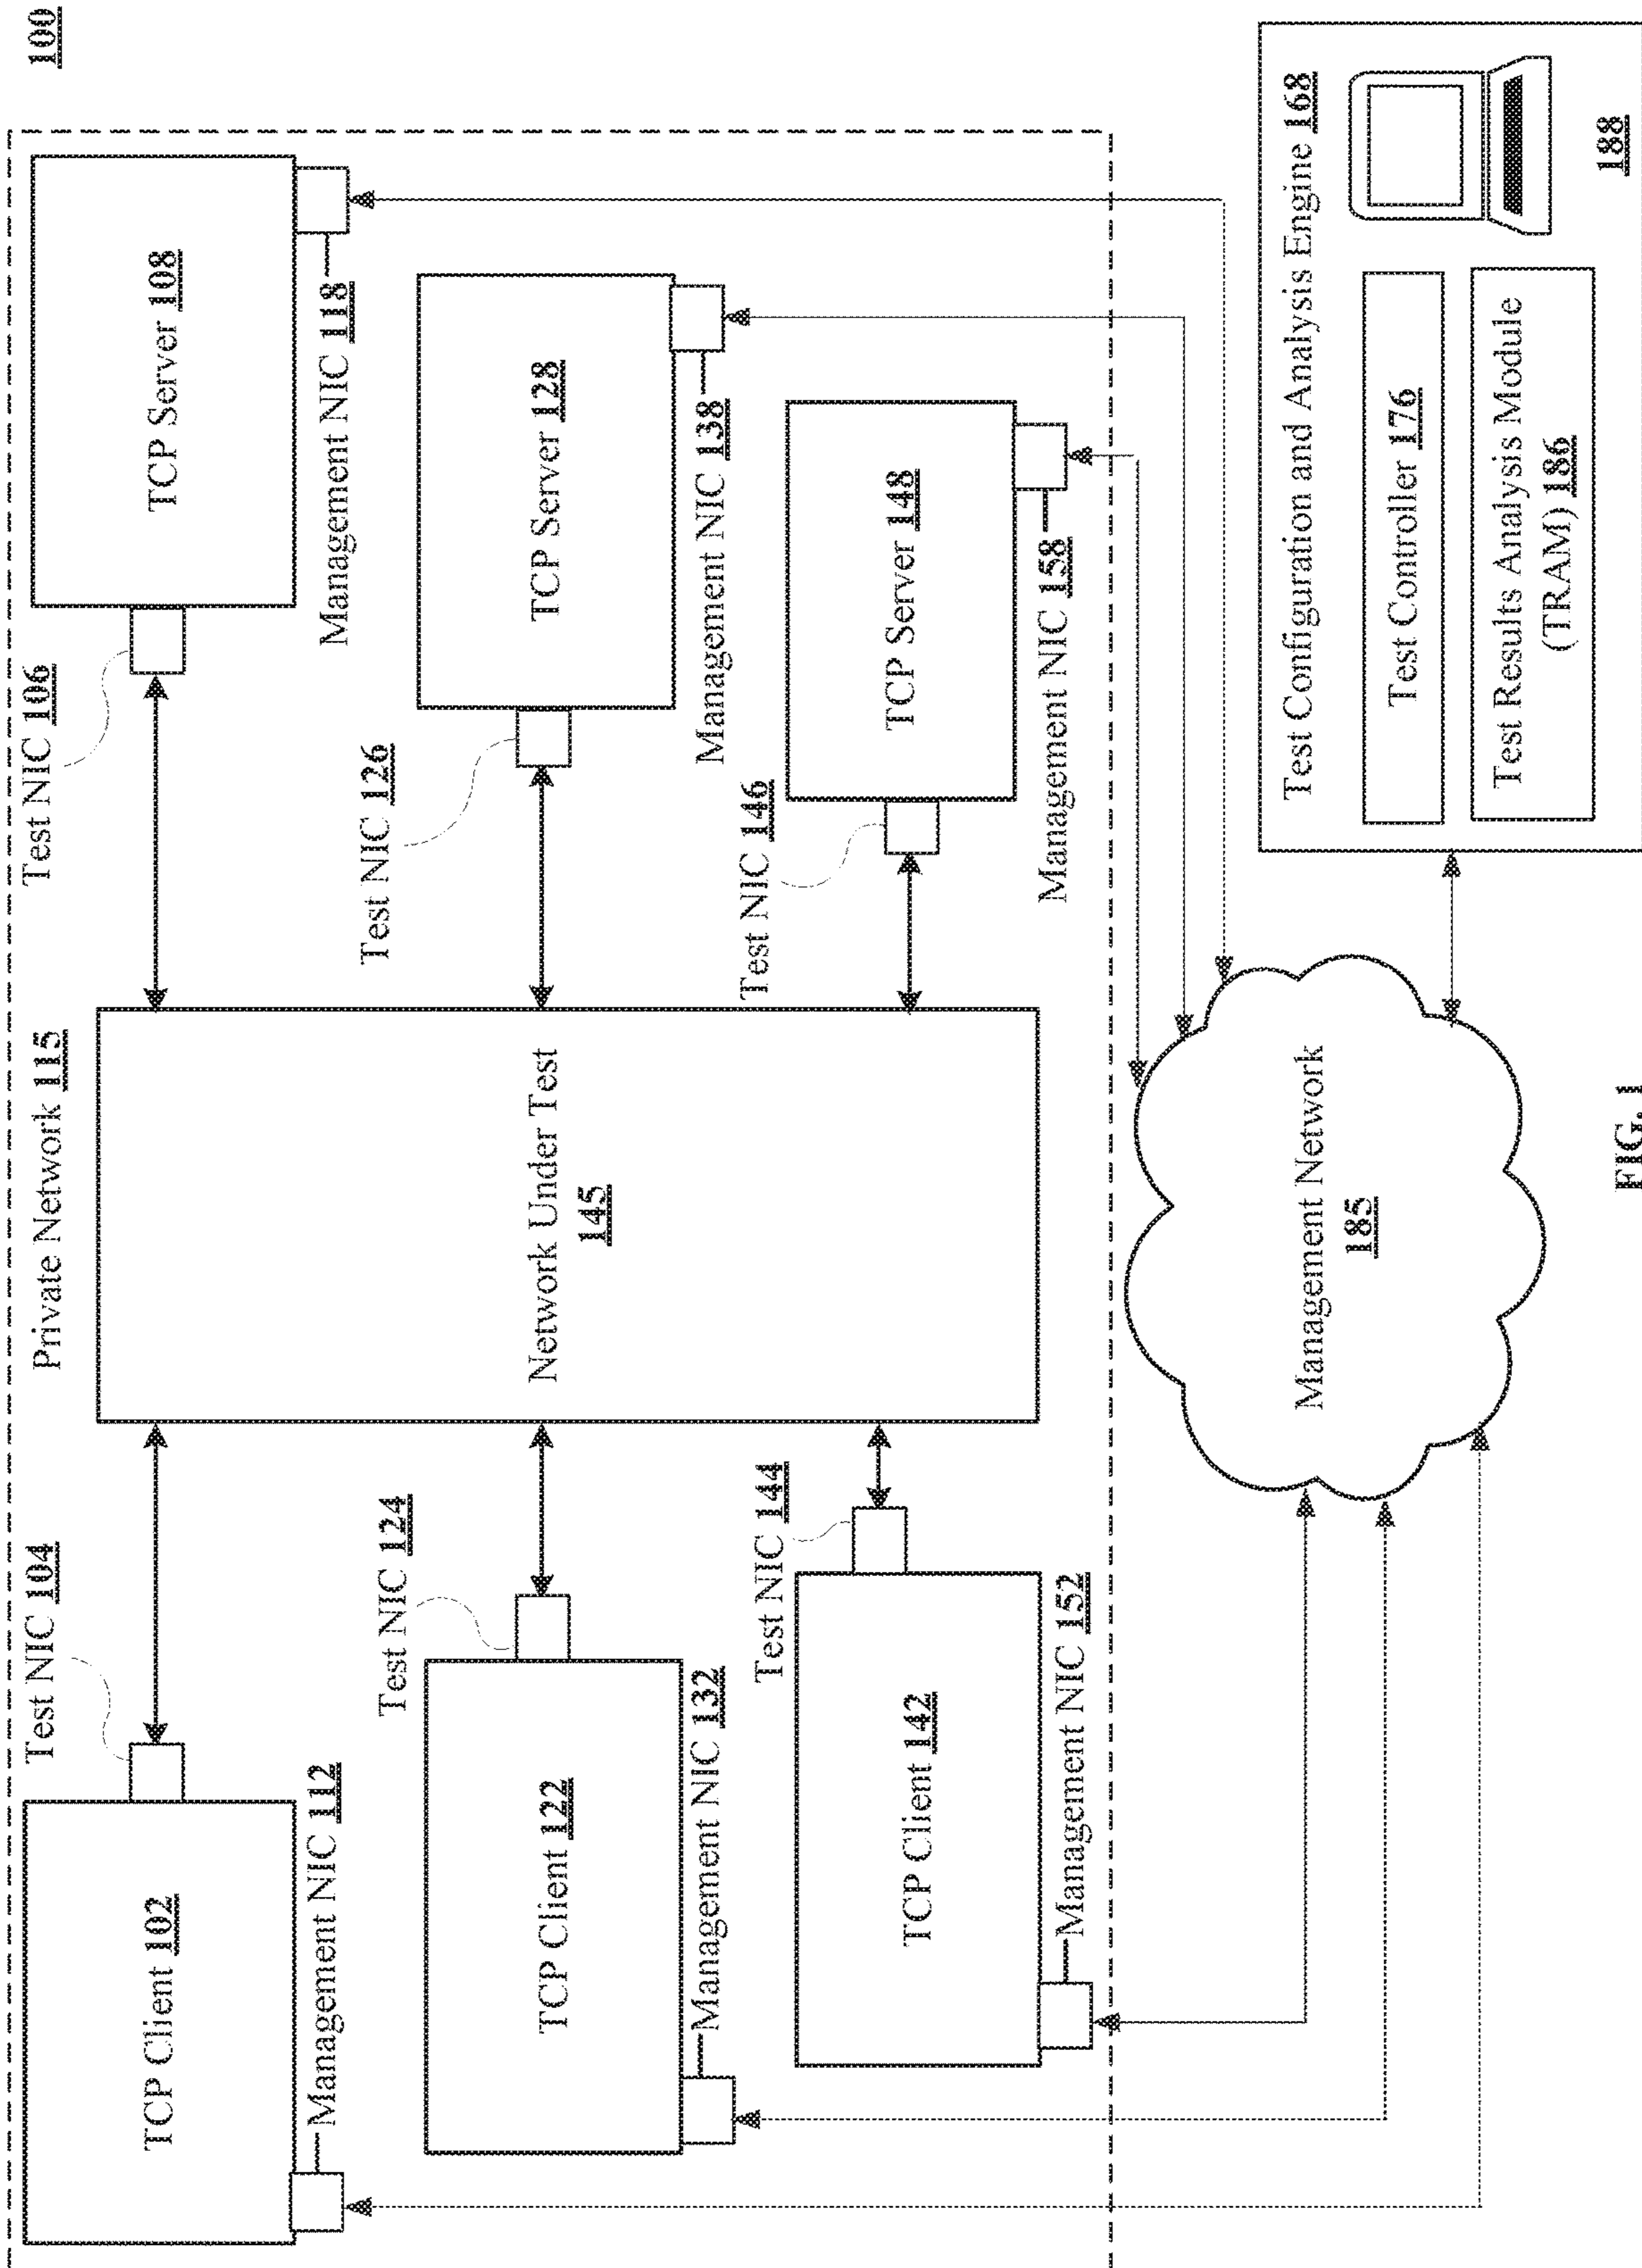 100
Private Network 115
Test NIC 104
Test NIC 106
TCP Client 102
TCP Server 108
Management NIC 112
Management NIC 118
Test NIC 124
Test NIC 126
TCP Client 122
Network Under Test
145
TCP Server 128
Management NIC 132
Management NIC 138
Test NIC 144
Test NIC 146
TCP Client 142
TCP Server 148
Management NIC 152
Management NIC 158
Management Network
185
Test Configuration and Analysis Engine 168
Test Controller 176
Test Results Analysis Module
(TRAM) 186
188
FIG. 1